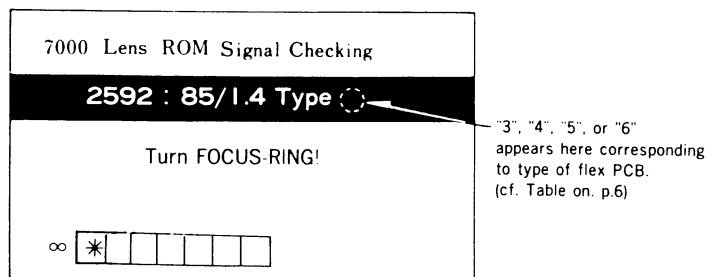 7000 Lens ROM Signal Checking
2592 : 85/1.4 Type
"3", "4", "5", or "6"
appears here corresponding
to type of flex PCB.
(cf. Table on. p.6)
Turn FOCUS-RING!
∞ *